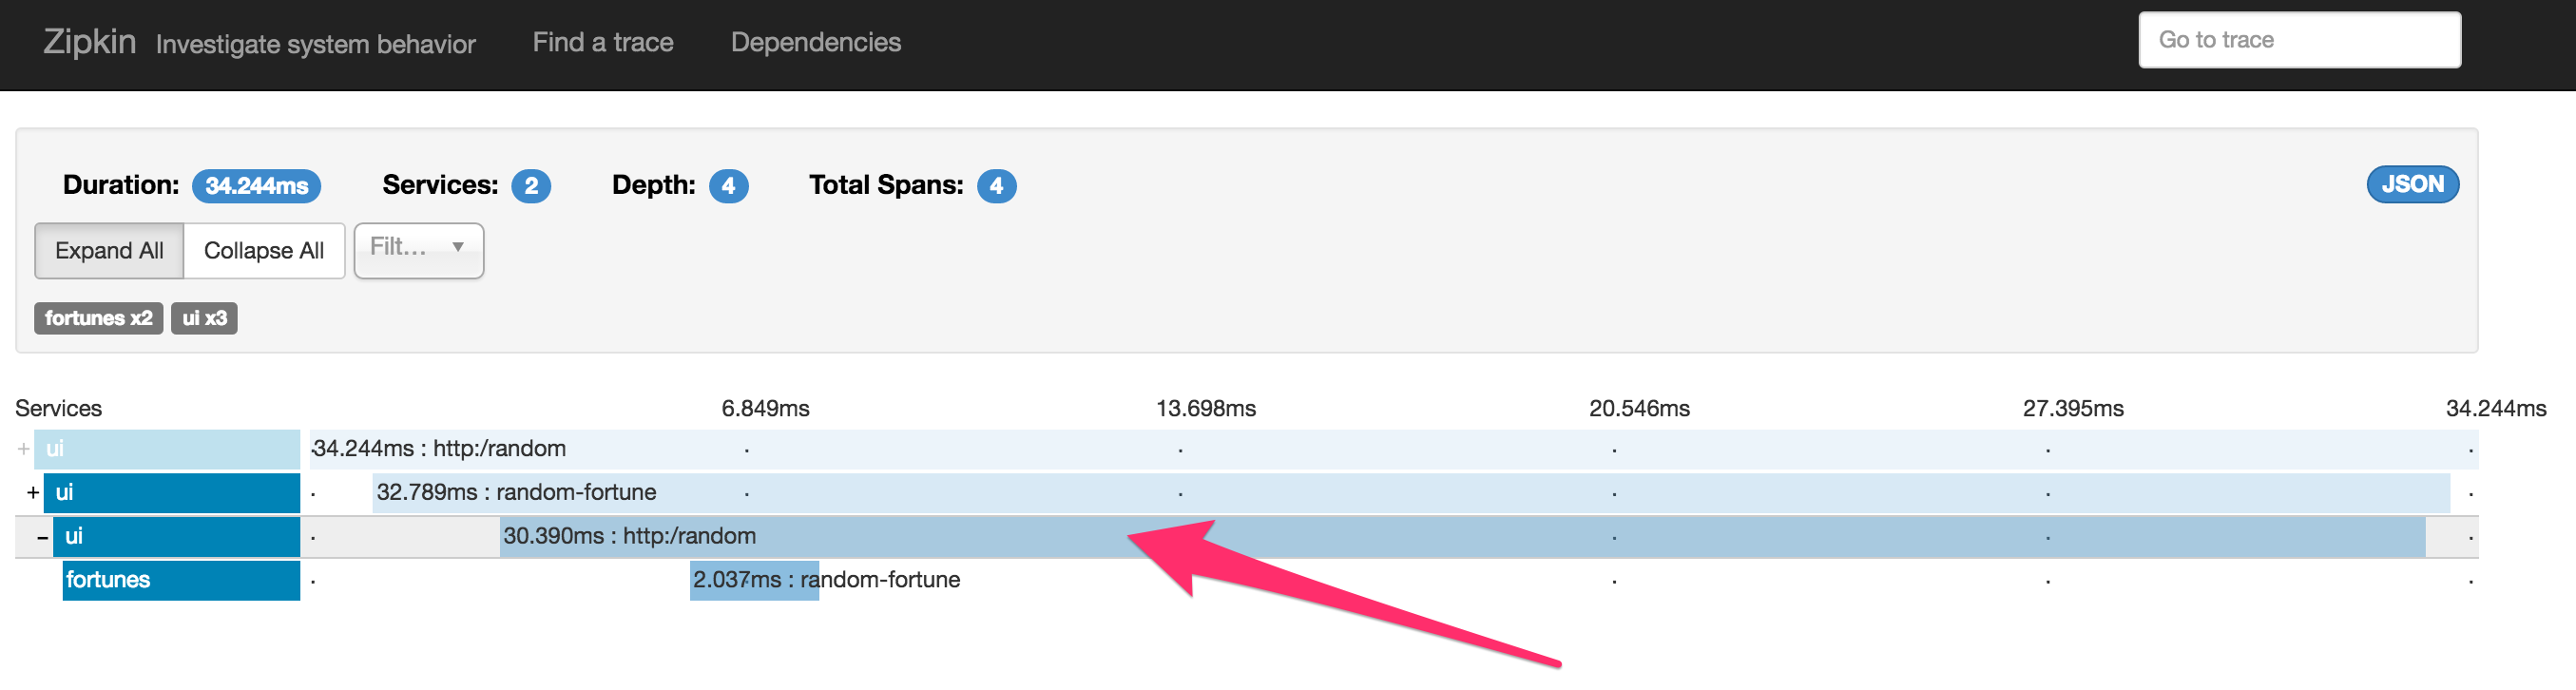 Zipkin Investigate system behavior Find a trace Dependencies Go to trace
Duration: 34.244ms Services: 2 Depth: 4 Total Spans: 4 JSON
Expand All Collapse All Filt... ▼
fortunes x2 ui x3
Services 6.849ms 13.698ms 20.546ms 27.395ms 34.244ms
+ ui 34.244ms : http:/random
+ ui 32.789ms : random-fortune
- ui 30.390ms : http:/random
fortunes 2.037ms : random-fortune